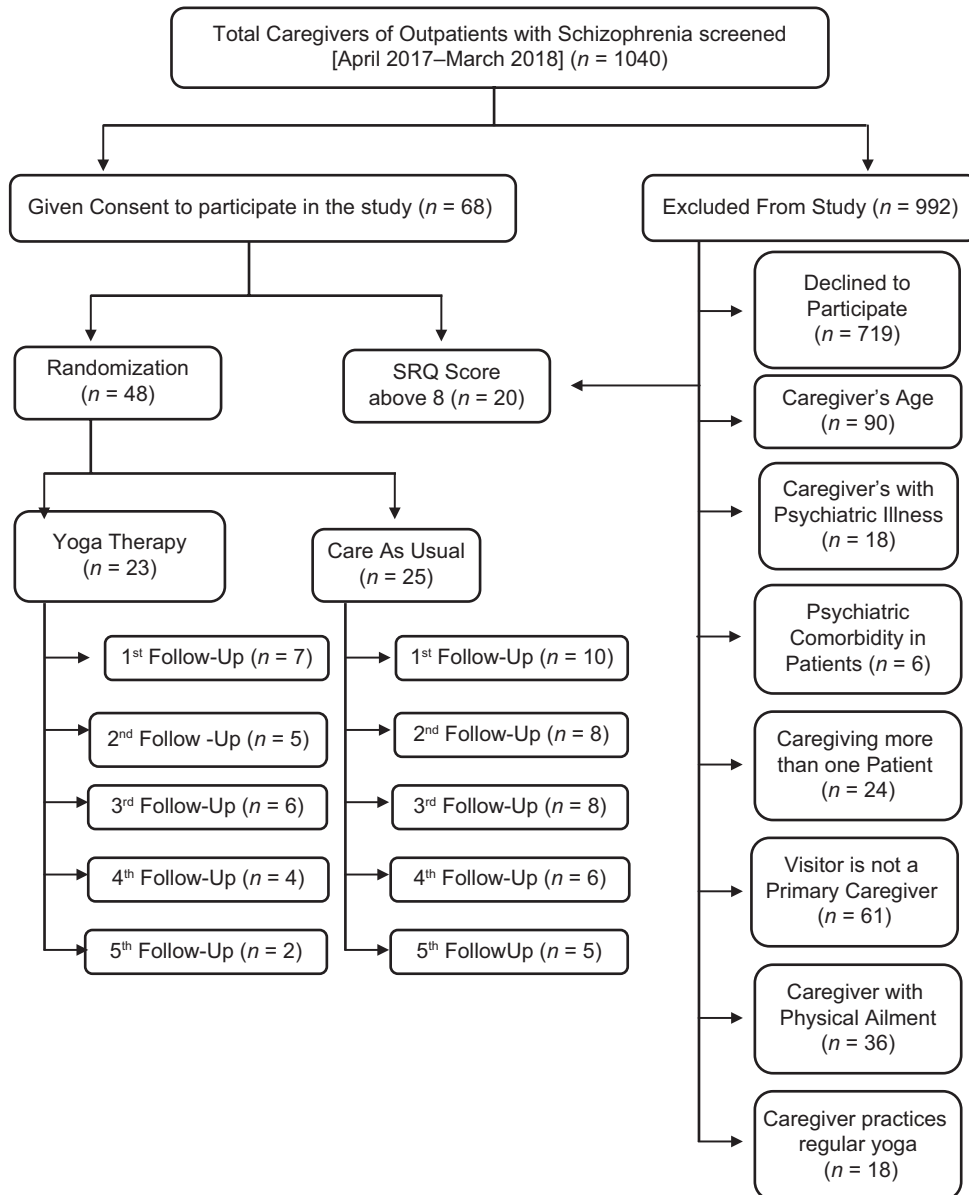 Total Caregivers of Outpatients with Schizophrenia screened
[April 2017–March 2018] (n = 1040)
Given Consent to participate in the study (n = 68)
Excluded From Study (n = 992)
Randomization
(n = 48)
SRQ Score
above 8 (n = 20)
Yoga Therapy
(n = 23)
Care As Usual
(n = 25)
1st Follow-Up (n = 7)
2nd Follow -Up (n = 5)
3rd Follow-Up (n = 6)
4th Follow-Up (n = 4)
5th Follow-Up (n = 2)
1st Follow-Up (n = 10)
2nd Follow-Up (n = 8)
3rd Follow-Up (n = 8)
4th Follow-Up (n = 6)
5th FollowUp (n = 5)
Declined to
Participate
(n = 719)
Caregiver's Age
(n = 90)
Caregiver's with
Psychiatric Illness
(n = 18)
Psychiatric
Comorbidity in
Patients (n = 6)
Caregiving more
than one Patient
(n = 24)
Visitor is not a
Primary Caregiver
(n = 61)
Caregiver with
Physical Ailment
(n = 36)
Caregiver practices
regular yoga
(n = 18)